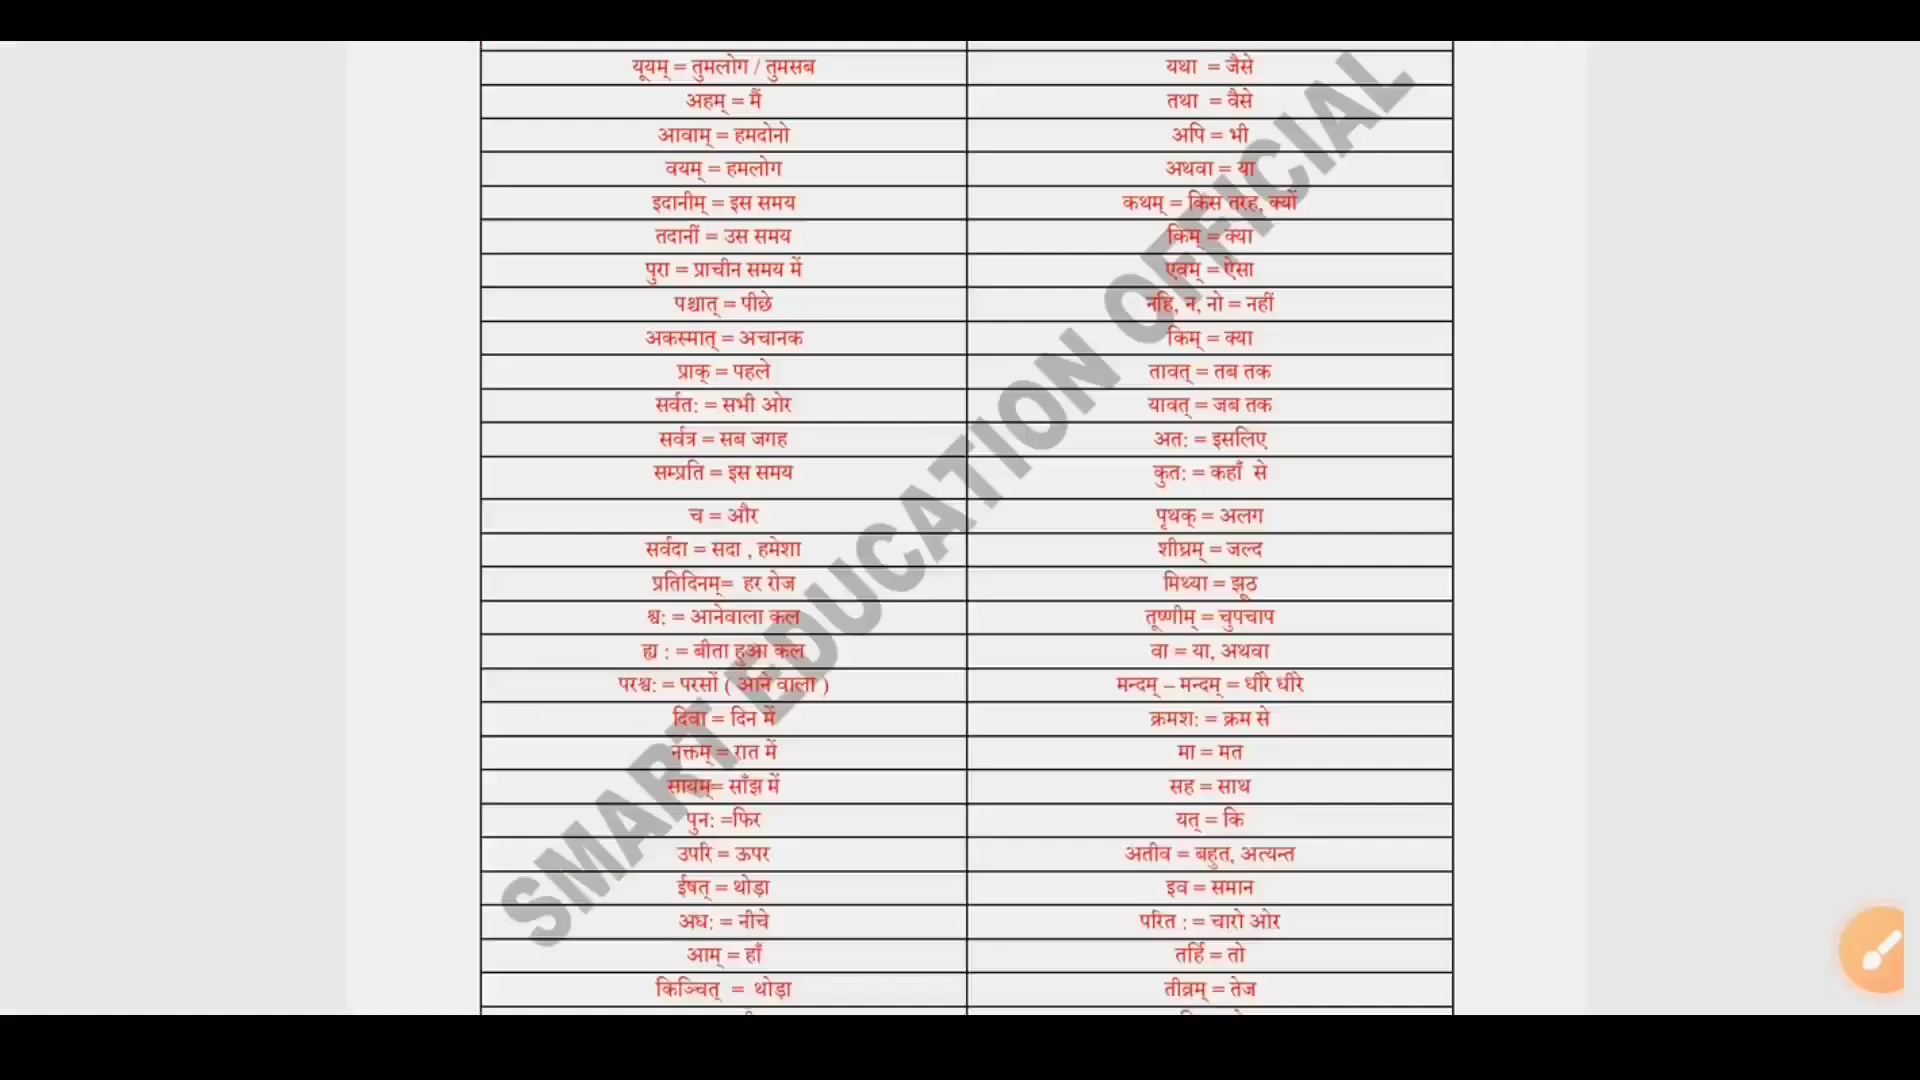 यूयम् = तुमलोग / तुमसब
यथा = जैसे
अहम् = मैं
तथा = वैसे
आवाम् = हमदोनो
अपि = भी
वयम् = हमलोग
अथवा = या
इदानीम् = इस समय
कथम् = किस तरह, क्यों
तदानीं = उस समय
किम् = क्या
पुरा = प्राचीन समय में
एवम् = ऐसा
पश्चात् = पीछे
नहि, न, नो = नहीं
अकस्मात् = अचानक
किम् = क्या
प्राक् = पहले
तावत् = तब तक
सर्वत: = सभी ओर
यावत् = जब तक
सर्वत्र = सब जगह
अत: = इसलिए
सम्प्रति = इस समय
कुत: = कहाँ से
च = और
पृथक् = अलग
सर्वदा = सदा , हमेशा
शीघ्रम् = जल्द
प्रतिदिनम्= हर रोज
मिथ्या = झूठ
श्व: = आनेवाला कल
तूष्णीम् = चुपचाप
ह्य : = बीता हुआ कल
वा = या, अथवा
परश्व: = परसों ( आने वाला )
मन्दम् – मन्दम् = धीरे धीरे
दिवा = दिन में
क्रमश: = क्रम से
नक्तम् = रात में
मा = मत
सायम्= साँझ में
सह = साथ
पुन: =फिर
यत् = कि
उपरि = ऊपर
अतीव = बहुत, अत्यन्त
ईषत् = थोड़ा
इव = समान
अध: = नीचे
परित : = चारो ओर
आम् = हाँ
तर्हि = तो
किञ्चित् = थोड़ा
तीव्रम् = तेज
SMART EDUCATION OFFICIAL